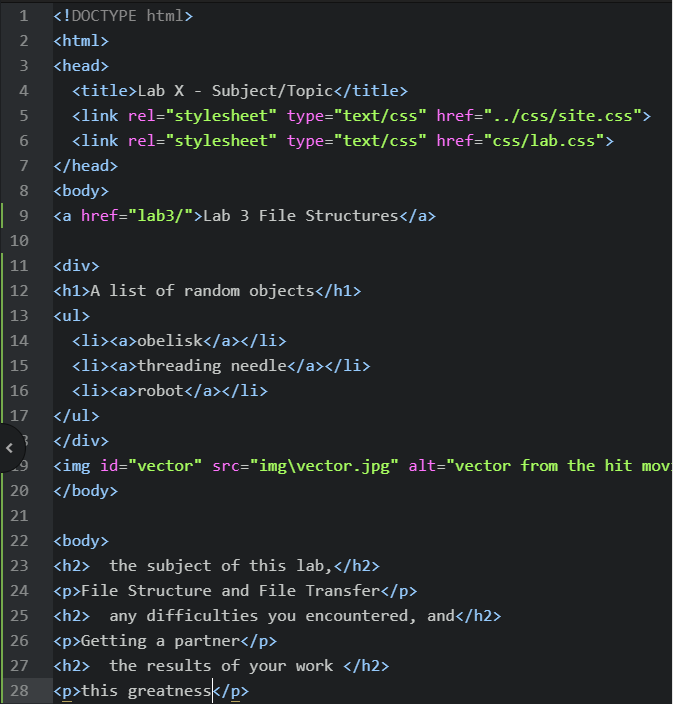 1 <!DOCTYPE html>
2 <html>
3 <head>
4   <title>Lab X - Subject/Topic</title>
5   <link rel="stylesheet" type="text/css" href="../css/site.css">
6   <link rel="stylesheet" type="text/css" href="css/lab.css">
7 </head>
8 <body>
9 <a href="lab3/">Lab 3 File Structures</a>
10
11 <div>
12 <h1>A list of random objects</h1>
13 <ul>
14   <li><a>obelisk</a></li>
15   <li><a>threading needle</a></li>
16   <li><a>robot</a></li>
17 </ul>
</div>
<img id="vector" src="img\vector.jpg" alt="vector from the hit mov
20 </body>
21
22 <body>
23 <h2>  the subject of this lab,</h2>
24 <p>File Structure and File Transfer</p>
25 <h2>  any difficulties you encountered, and</h2>
26 <p>Getting a partner</p>
27 <h2>  the results of your work </h2>
28 <p>this greatness</p>